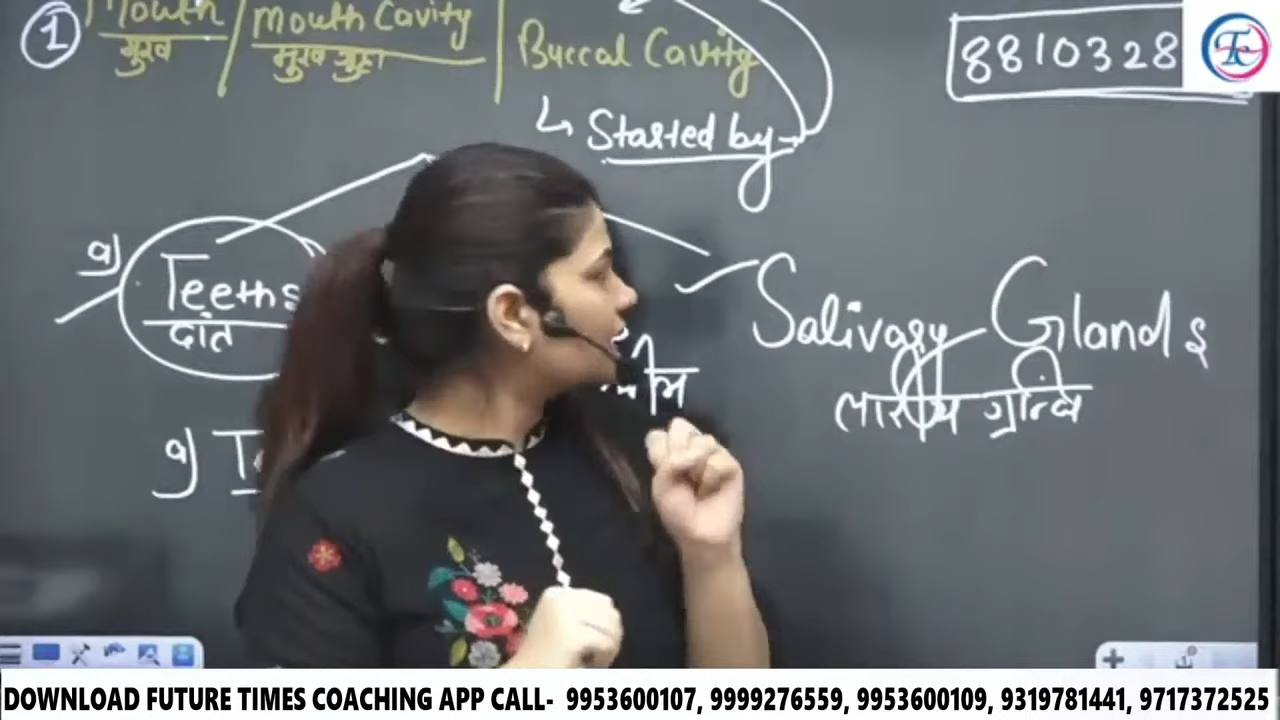 1 Mouth / Mouth Cavity | Buccal Cavity
मुख मुख गुहा
8810328
Started by
a) Teeths
दांत
Salivary Glands
लारीय ग्रन्थि
a)
DOWNLOAD FUTURE TIMES COACHING APP CALL- 9953600107, 9999276559, 9953600109, 9319781441, 9717372525